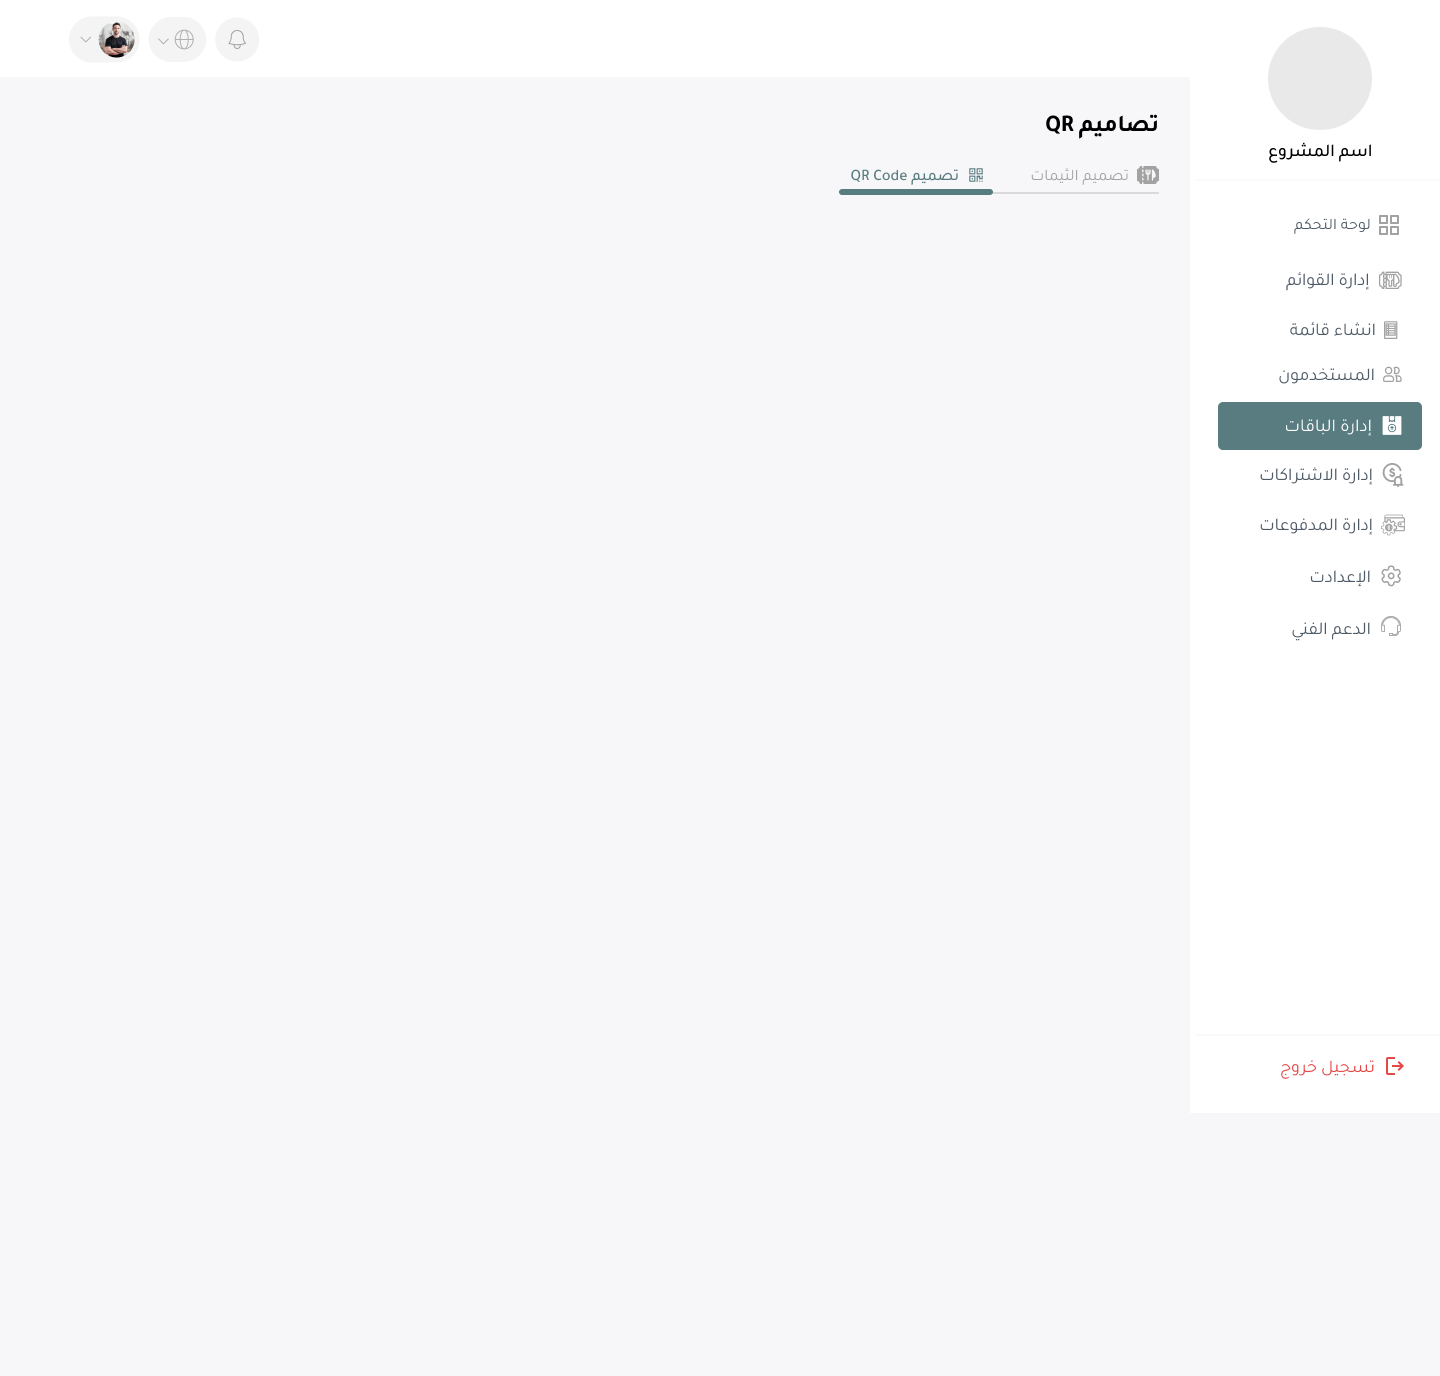 اسم المشروع
لوحة التحكم
إدارة القوائم
انشاء قائمة
المستخدمون
إدارة الباقات
إدارة الاشتراكات
إدارة المدفوعات
الإعدادت
الدعم الفني
تسجيل خروج
تصاميم QR
تصميم الثيمات
تصميم QR Code